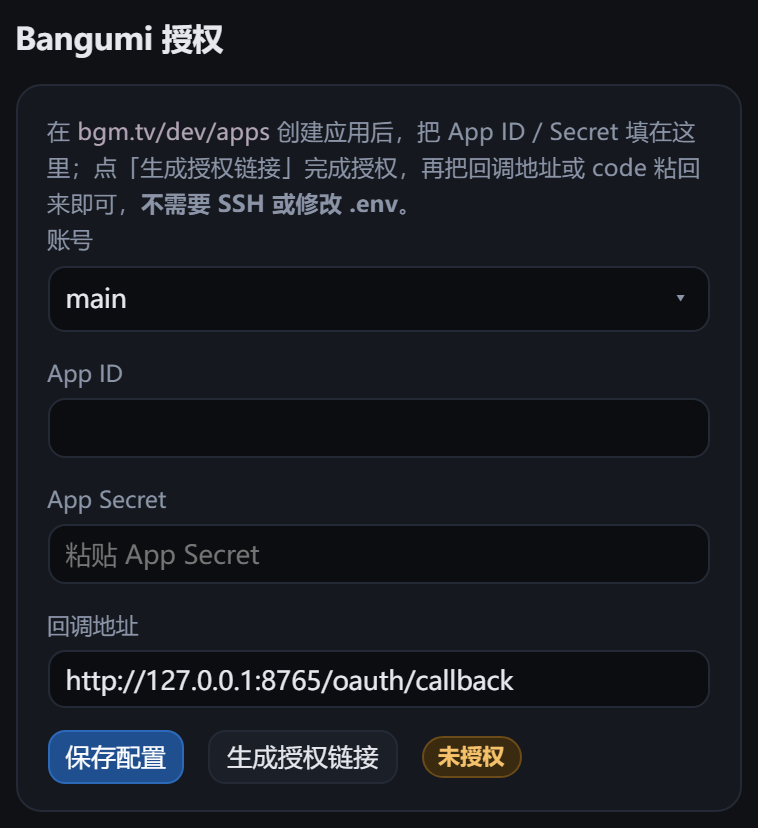 Bangumi 授权
在 bgm.tv/dev/apps 创建应用后，把 App ID / Secret 填在这
里；点「生成授权链接」完成授权，再把回调地址或 code 粘回
来即可，不需要 SSH 或修改 .env。
账号
main
App ID
App Secret
粘贴 App Secret
回调地址
http://127.0.0.1:8765/oauth/callback
保存配置 生成授权链接 未授权